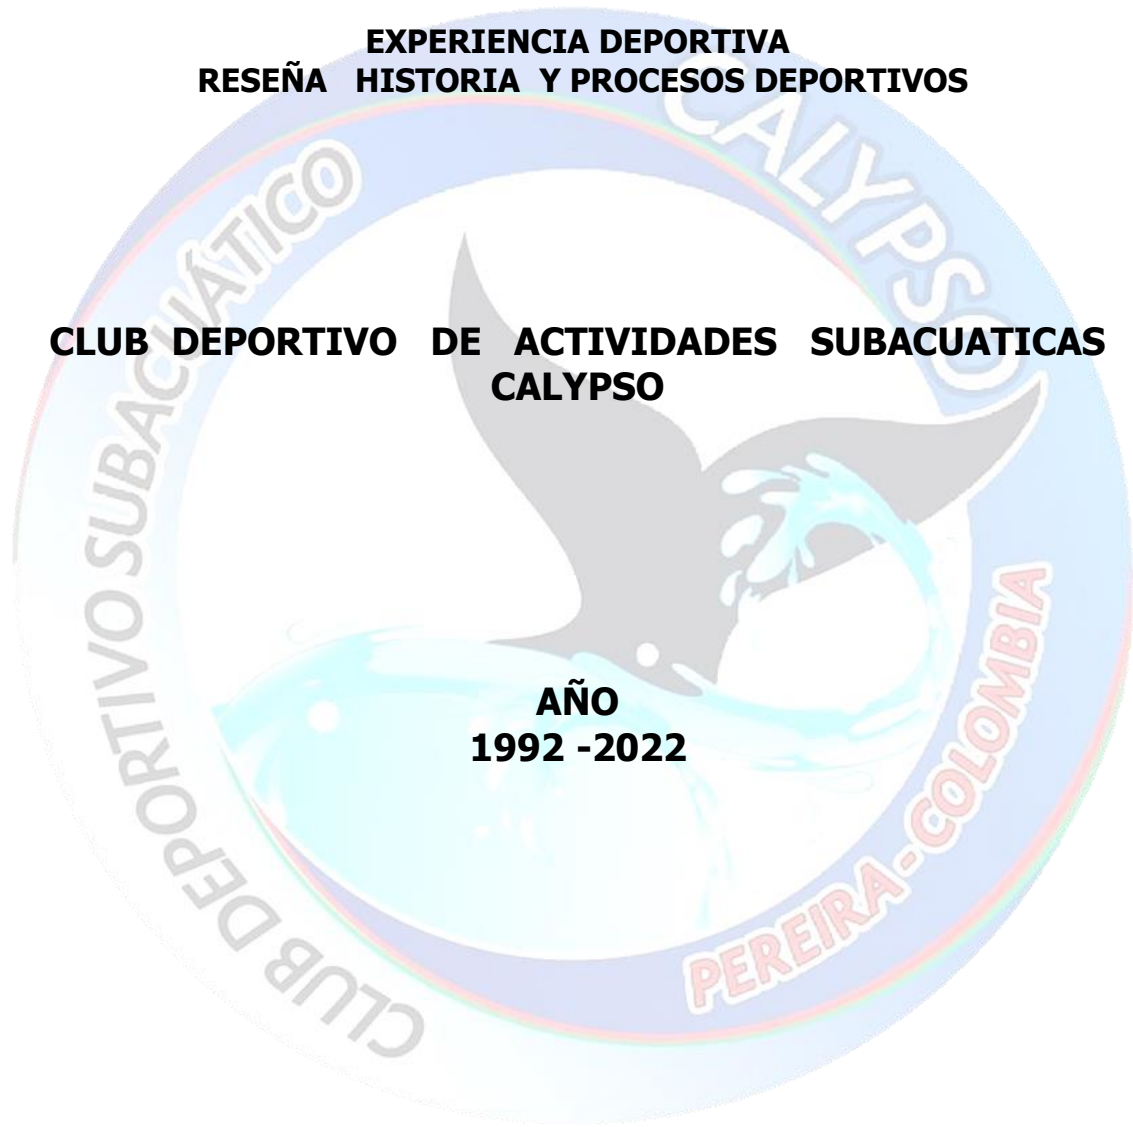 EXPERIENCIA DEPORTIVA
RESEÑA HISTORIA Y PROCESOS DEPORTIVOS
CLUB DEPORTIVO SUBACUÁTICO
CALYPSO
CLUB DEPORTIVO DE ACTIVIDADES SUBACUATICAS
CALYPSO
AÑO
1992 -2022
PEREIRA - COLOMBIA